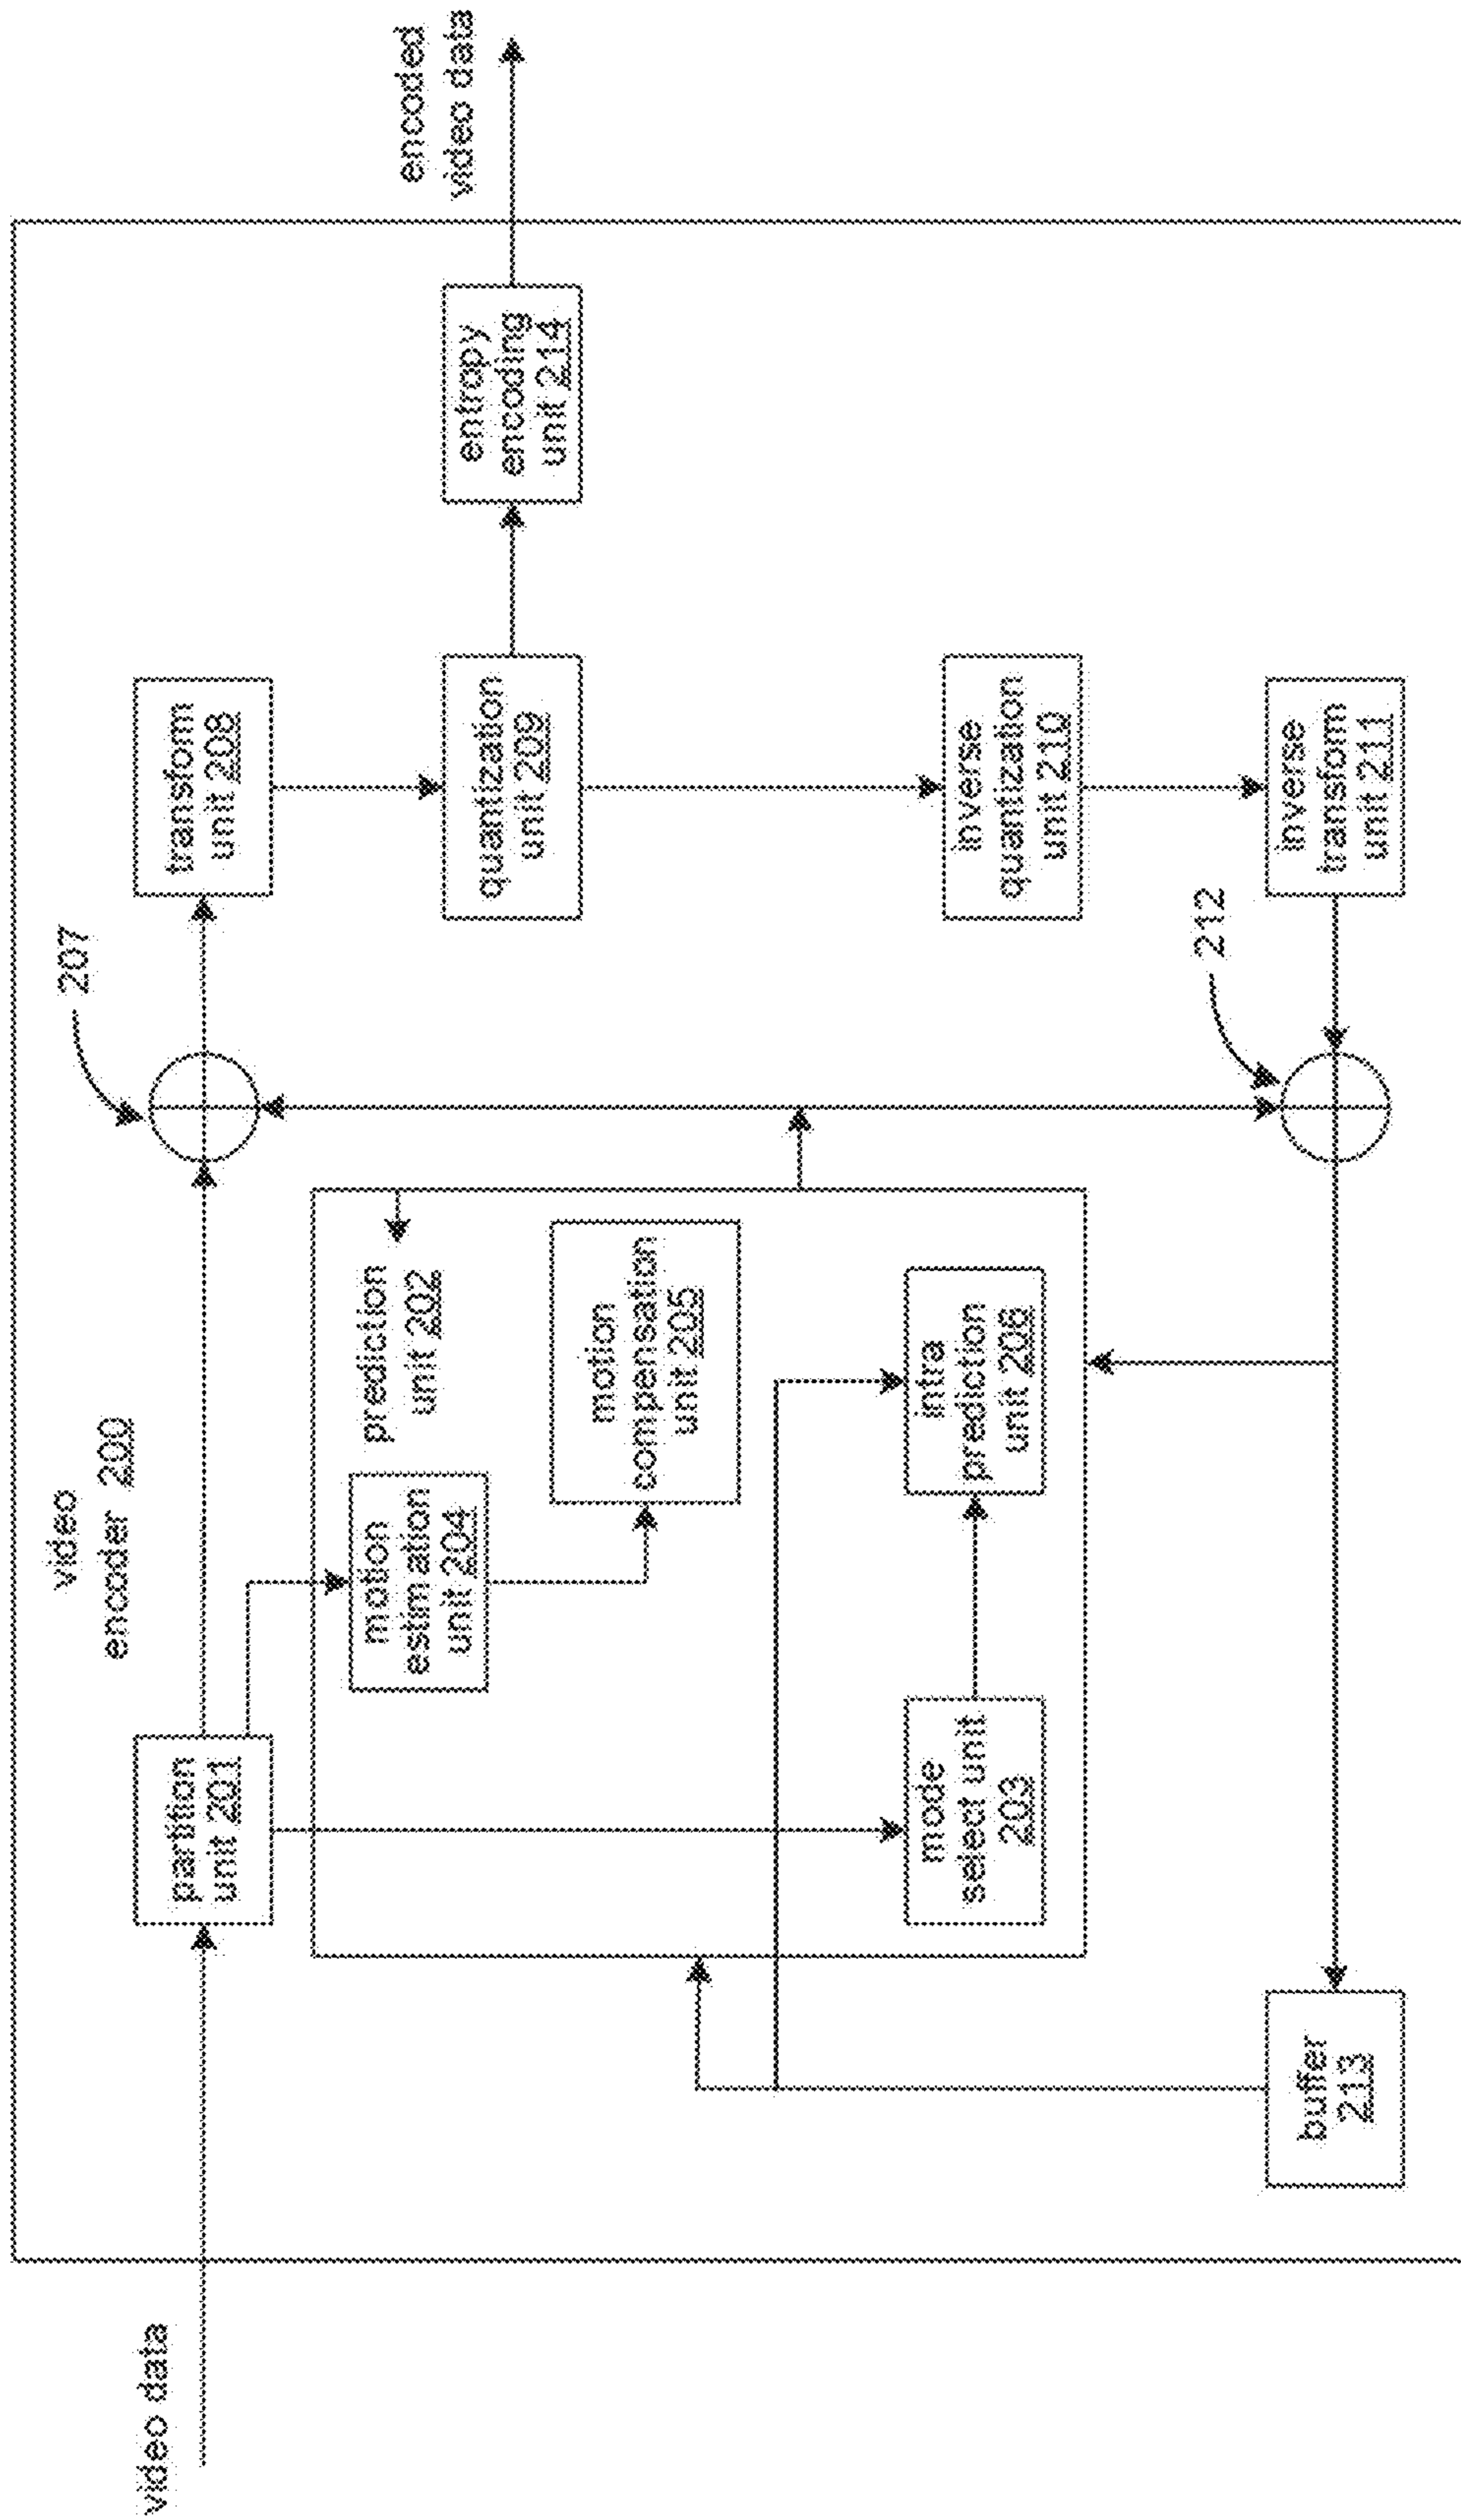 video data
video
encoder 200
partition
unit 201
207
transform
unit 208
encoded
video data
motion
estimation
unit 204
prediction
unit 202
quantization
unit 209
entropy
encoding
unit 214
motion
compensation
unit 205
mode
select unit
203
intra
prediction
unit 206
inverse
quantization
unit 210
212
buffer
213
inverse
transform
unit 211